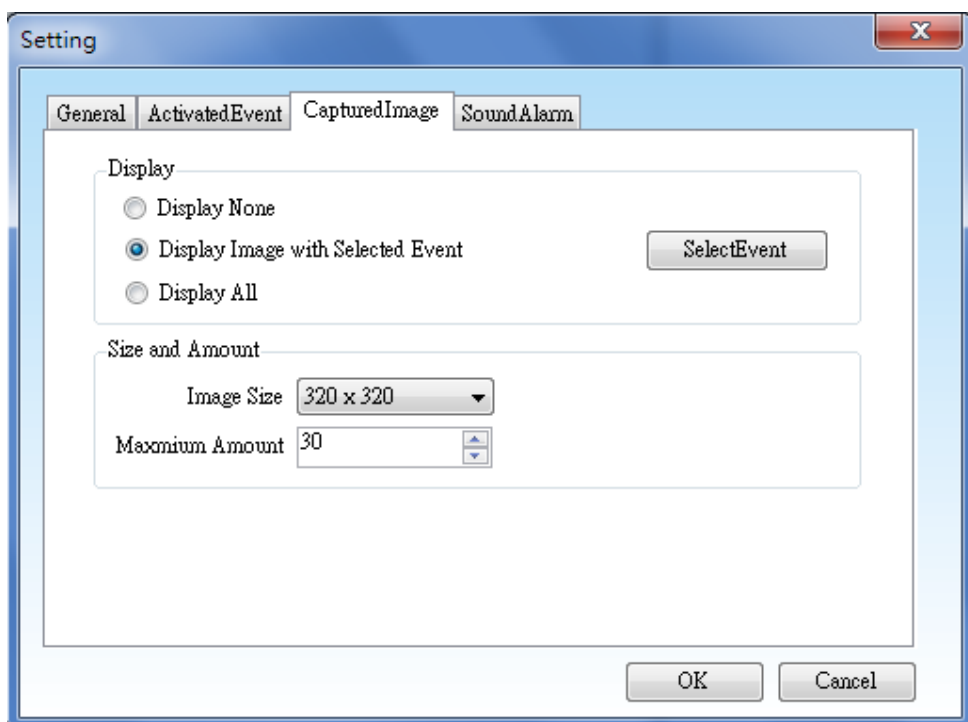 Setting
General ActivatedEvent CapturedImage SoundAlarm
Display
Display None
Display Image with Selected Event SelectEvent
Display All
Size and Amount
Image Size 320 x 320
Maxmium Amount 30
OK Cancel